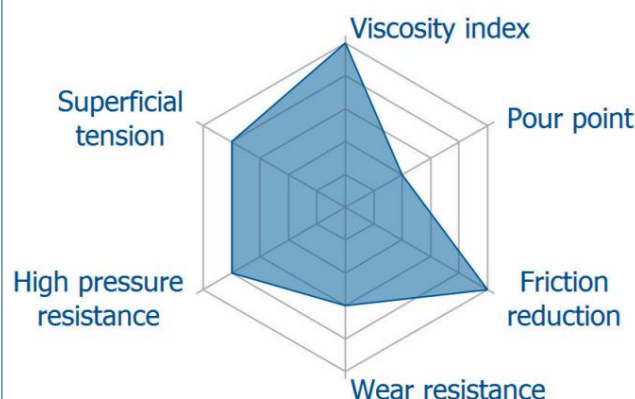 Viscosity index
Superficial
tension
Pour point
High pressure
resistance
Friction
reduction
Wear resistance